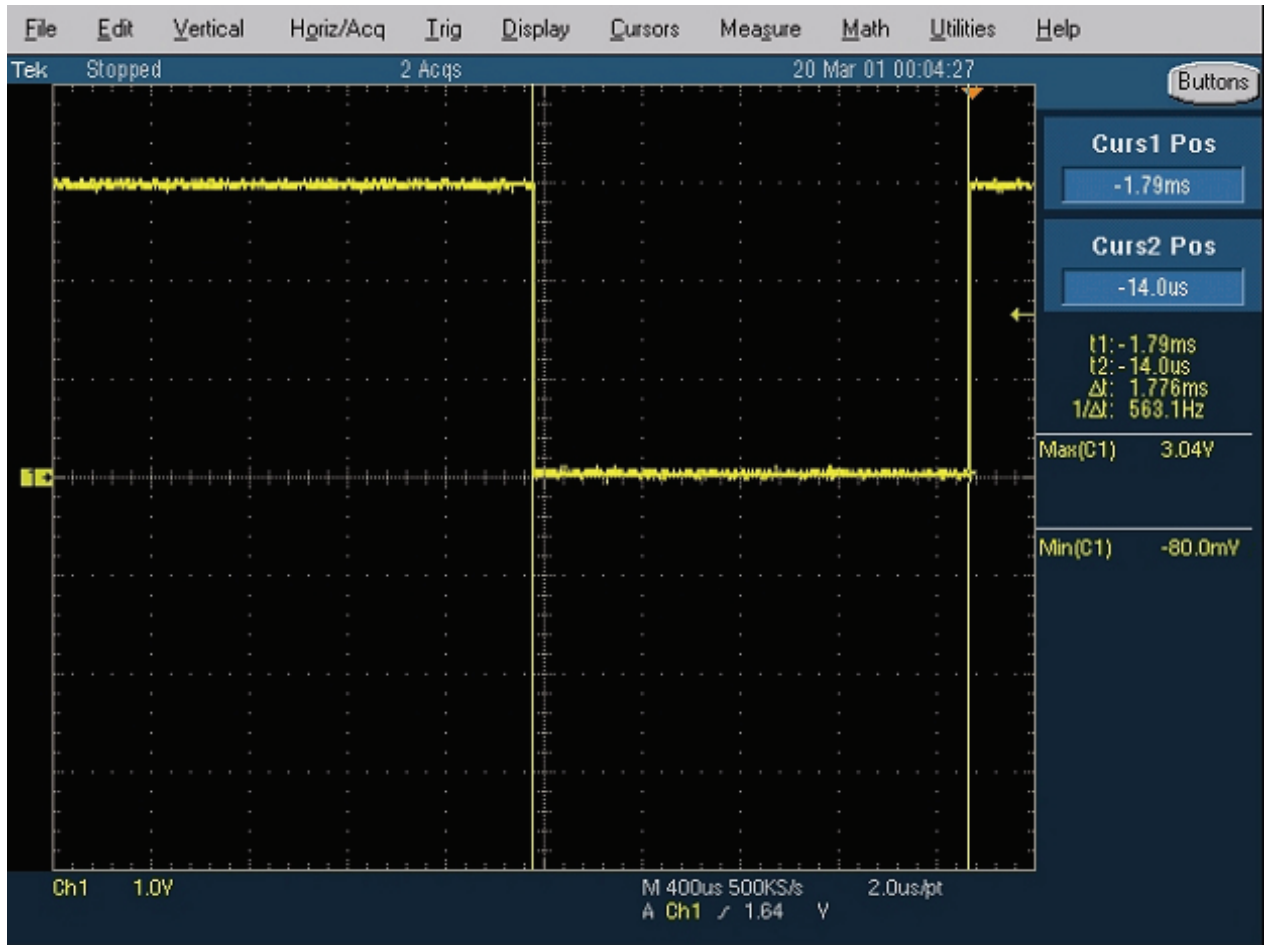 File Edit Vertical Horiz/Acq Trig Display Cursors Measure Math Utilities Help
Tek Stopped 2 Acqs 20 Mar 01 00:04:27
Buttons
Curs1 Pos
-1.79ms
Curs2 Pos
-14.0us
t1: -1.79ms
t2: -14.0us
Δt: 1.776ms
1/Δt: 563.1Hz
Max(C1) 3.04V
Min(C1) -80.0mV
1
Ch1 1.0V M 400us 500KS/s 2.0us/pt
A Ch1 1.64 V